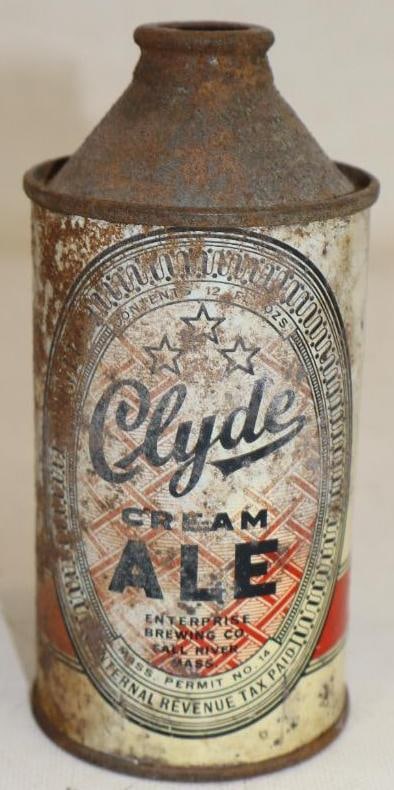 CONTENTS 12 FL. OZS.
Clyde
CREAM
ALE
ENTERPRISE
BREWING CO.
FALL RIVER
MASS.
MASS. PERMIT NO. 14
INTERNAL REVENUE TAX PAID